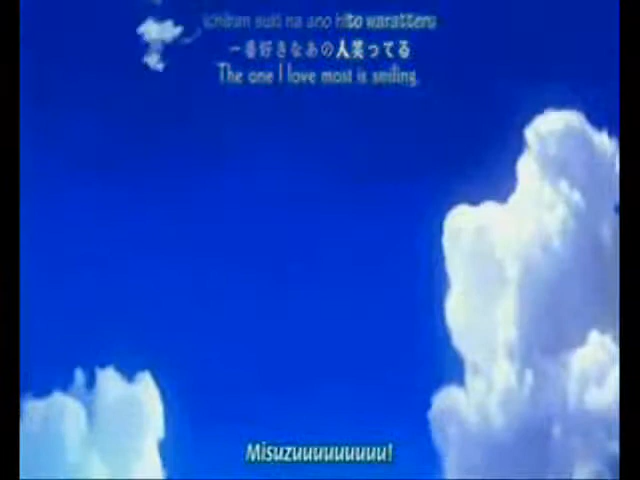 ichiban suki na ano hito waratteru
一番好きなあの人笑ってる
The one I love most is smiling.
Misuzuuuuuuuuu!